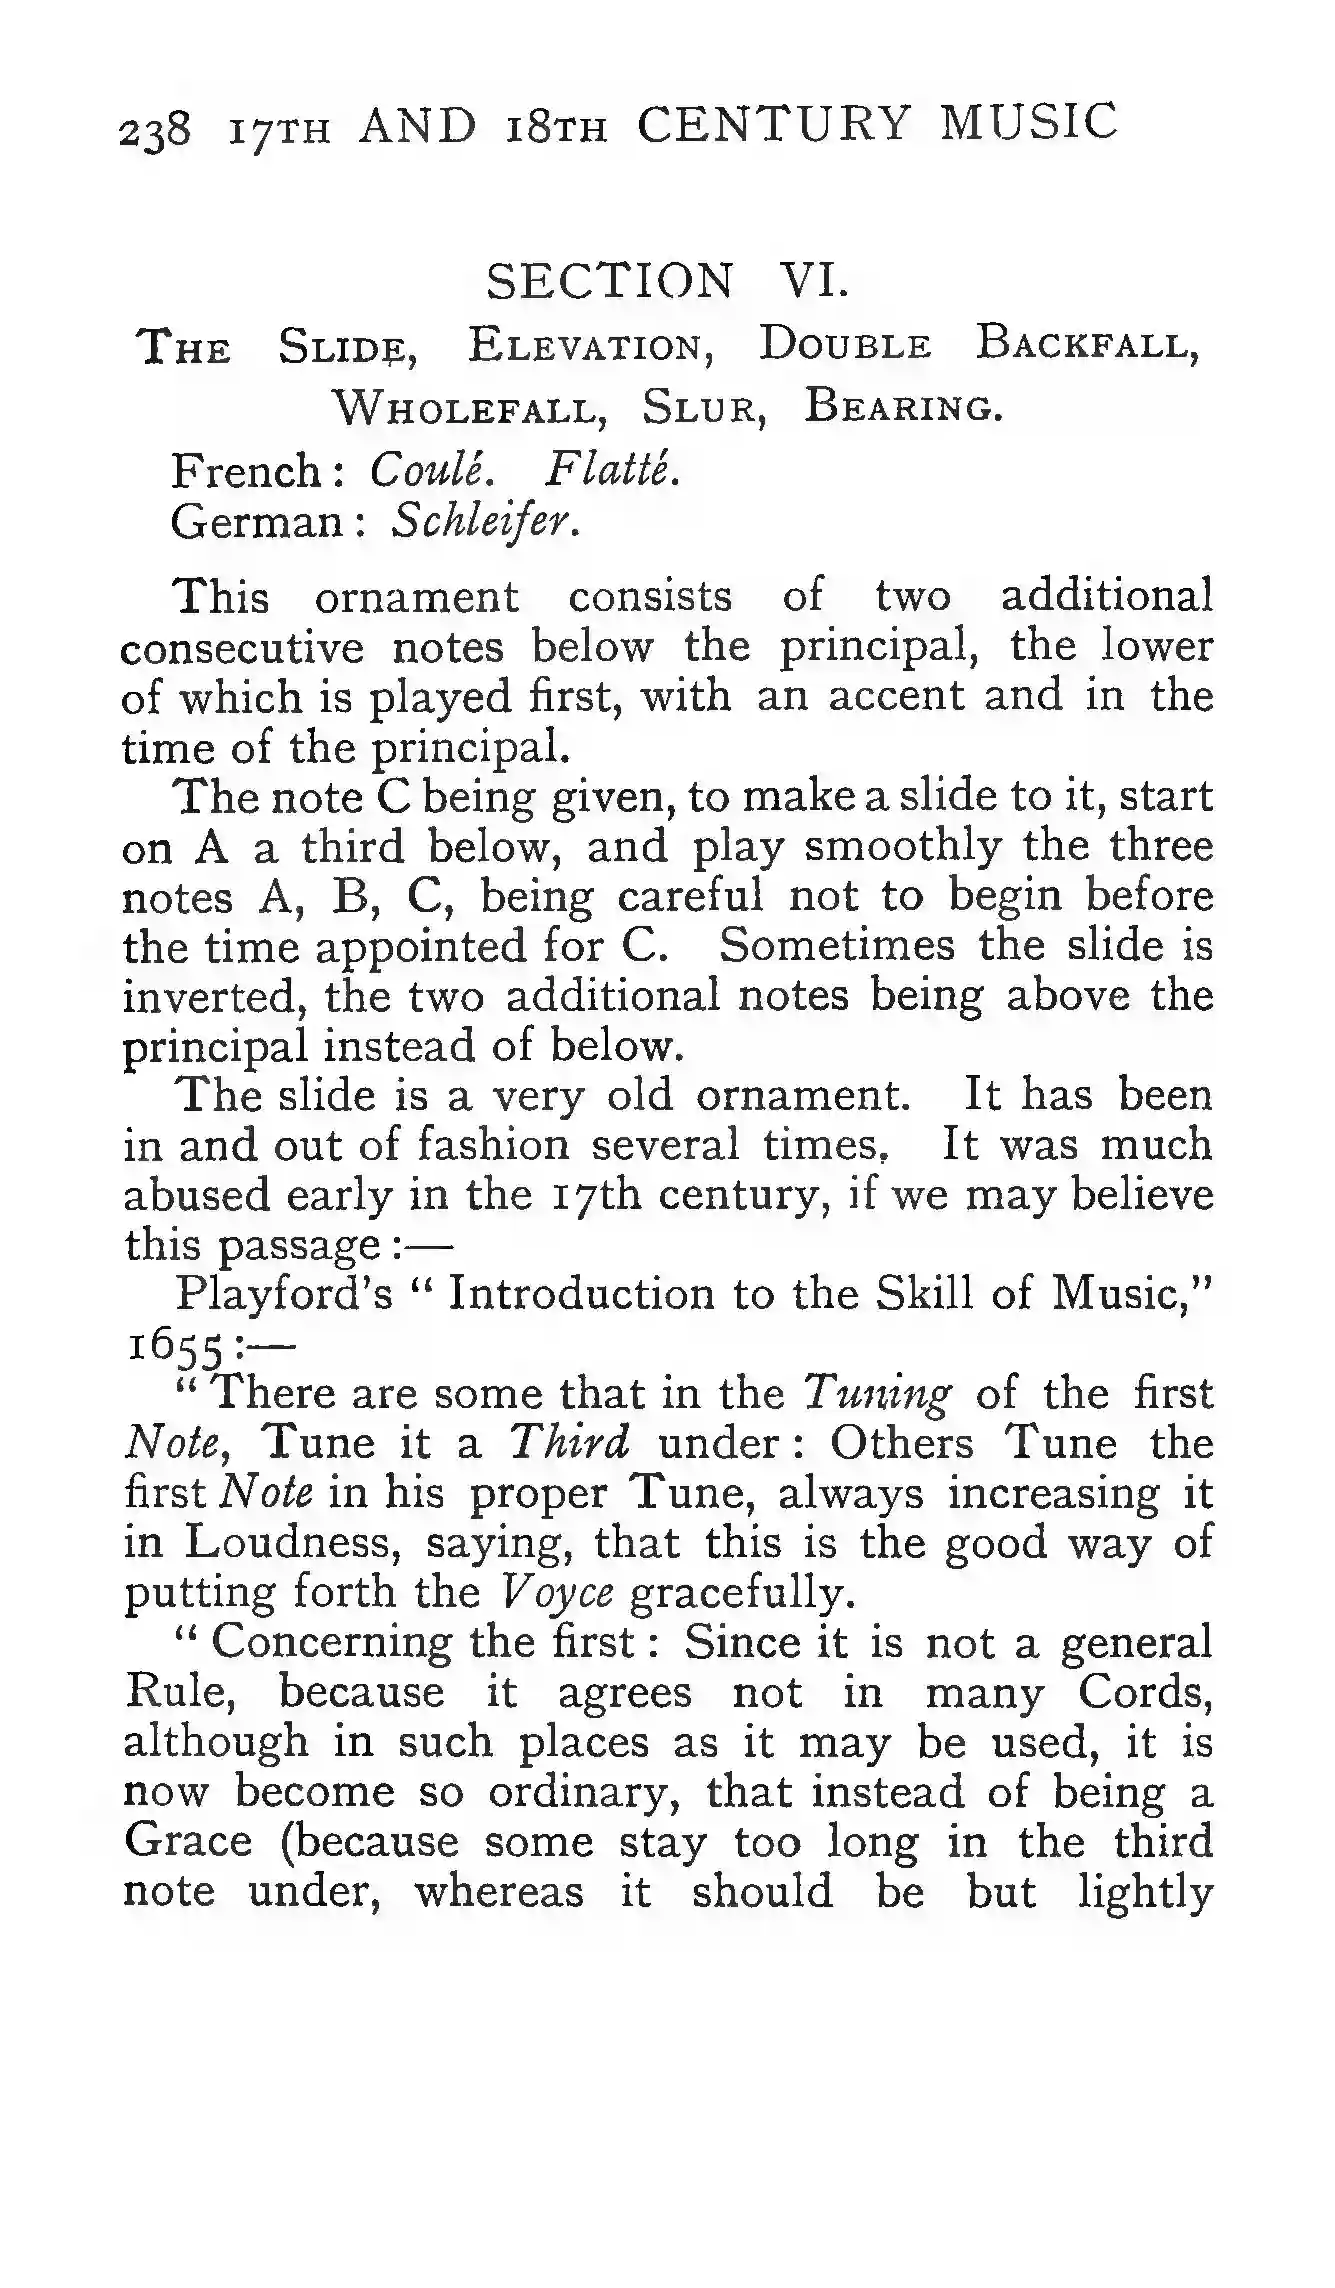 238 17TH AND 18TH CENTURY MUSIC
SECTION VI.
THE SLIDE, ELEVATION, DOUBLE BACKFALL,
WHOLEFALL, SLUR, BEARING.
French : Coulé. Flatté.
German : Schleifer.
This ornament consists of two additional
consecutive notes below the principal, the lower
of which is played first, with an accent and in the
time of the principal.
The note C being given, to make a slide to it, start
on A a third below, and play smoothly the three
notes A, B, C, being careful not to begin before
the time appointed for C. Sometimes the slide is
inverted, the two additional notes being above the
principal instead of below.
The slide is a very old ornament. It has been
in and out of fashion several times. It was much
abused early in the 17th century, if we may believe
this passage :—
Playford's “ Introduction to the Skill of Music,”
1655 :—
“ There are some that in the Tuning of the first
Note, Tune it a Third under : Others Tune the
first Note in his proper Tune, always increasing it
in Loudness, saying, that this is the good way of
putting forth the Voyce gracefully.
“ Concerning the first : Since it is not a general
Rule, because it agrees not in many Cords,
although in such places as it may be used, it is
now become so ordinary, that instead of being a
Grace (because some stay too long in the third
note under, whereas it should be but lightly